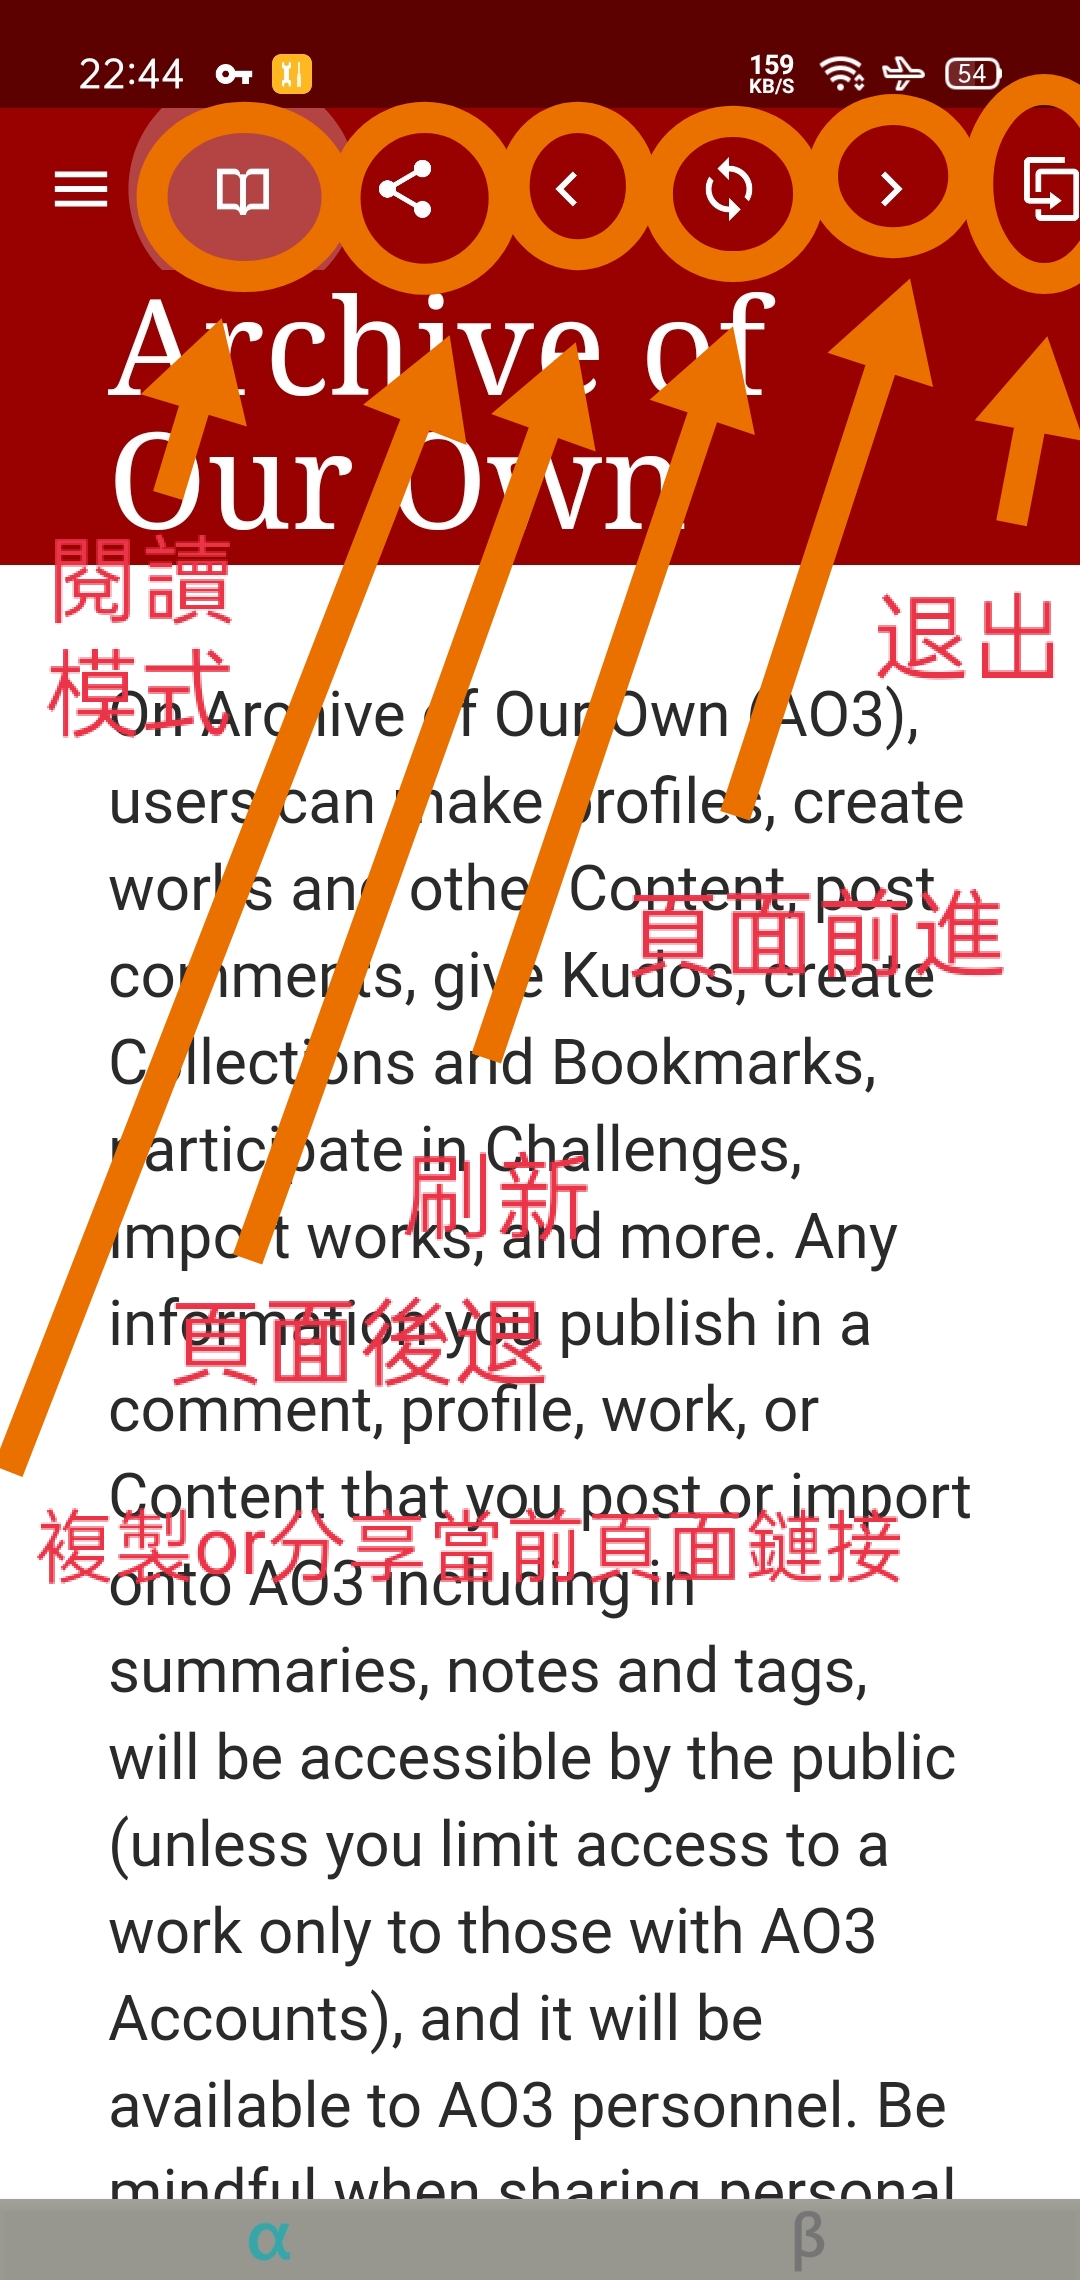 22:44
159
KB/S
54
Archive of
Our Own
閱讀
模式
退出
On Archive of Our Own (AO3),
users can make profiles, create
works and other Content, post
頁面前進
comments, give Kudos, create
Collections and Bookmarks,
participate in Challenges,
刷新
import works, and more. Any
information you publish in a
頁面後退
comment, profile, work, or
Content that you post or import
複製or分享當前頁面鏈接
onto AO3 including in
summaries, notes and tags,
will be accessible by the public
(unless you limit access to a
work only to those with AO3
Accounts), and it will be
available to AO3 personnel. Be
mindful when sharing personal
α
β